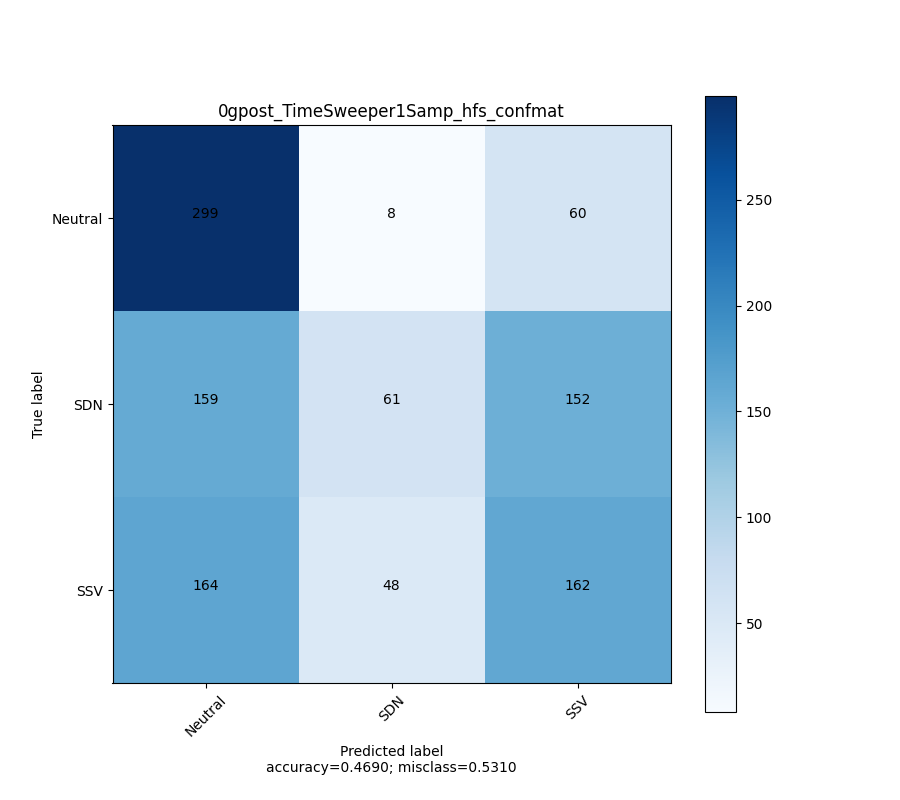 0gpost_TimeSweeper1Samp_hfs_confmat
Neutral
299
8
60
SDN
159
61
152
SSV
164
48
162
Neutral
SDN
SSV
True label
Predicted label
accuracy=0.4690; misclass=0.5310
250
200
150
100
50